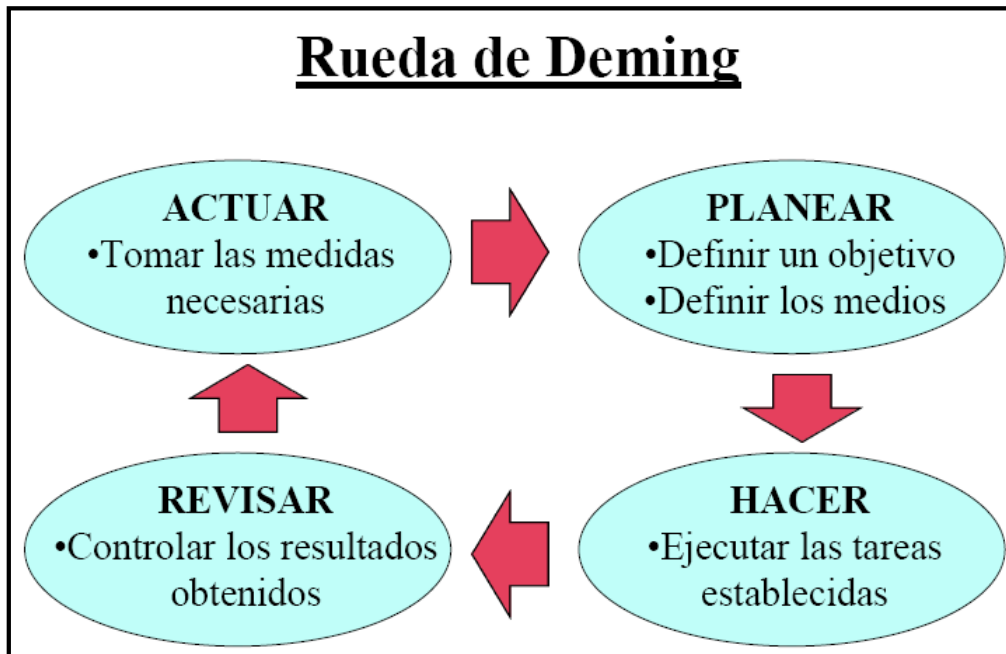 Rueda de Deming
ACTUAR
•Tomar las medidas
necesarias
PLANEAR
•Definir un objetivo
•Definir los medios
REVISAR
•Controlar los resultados
obtenidos
HACER
•Ejecutar las tareas
establecidas